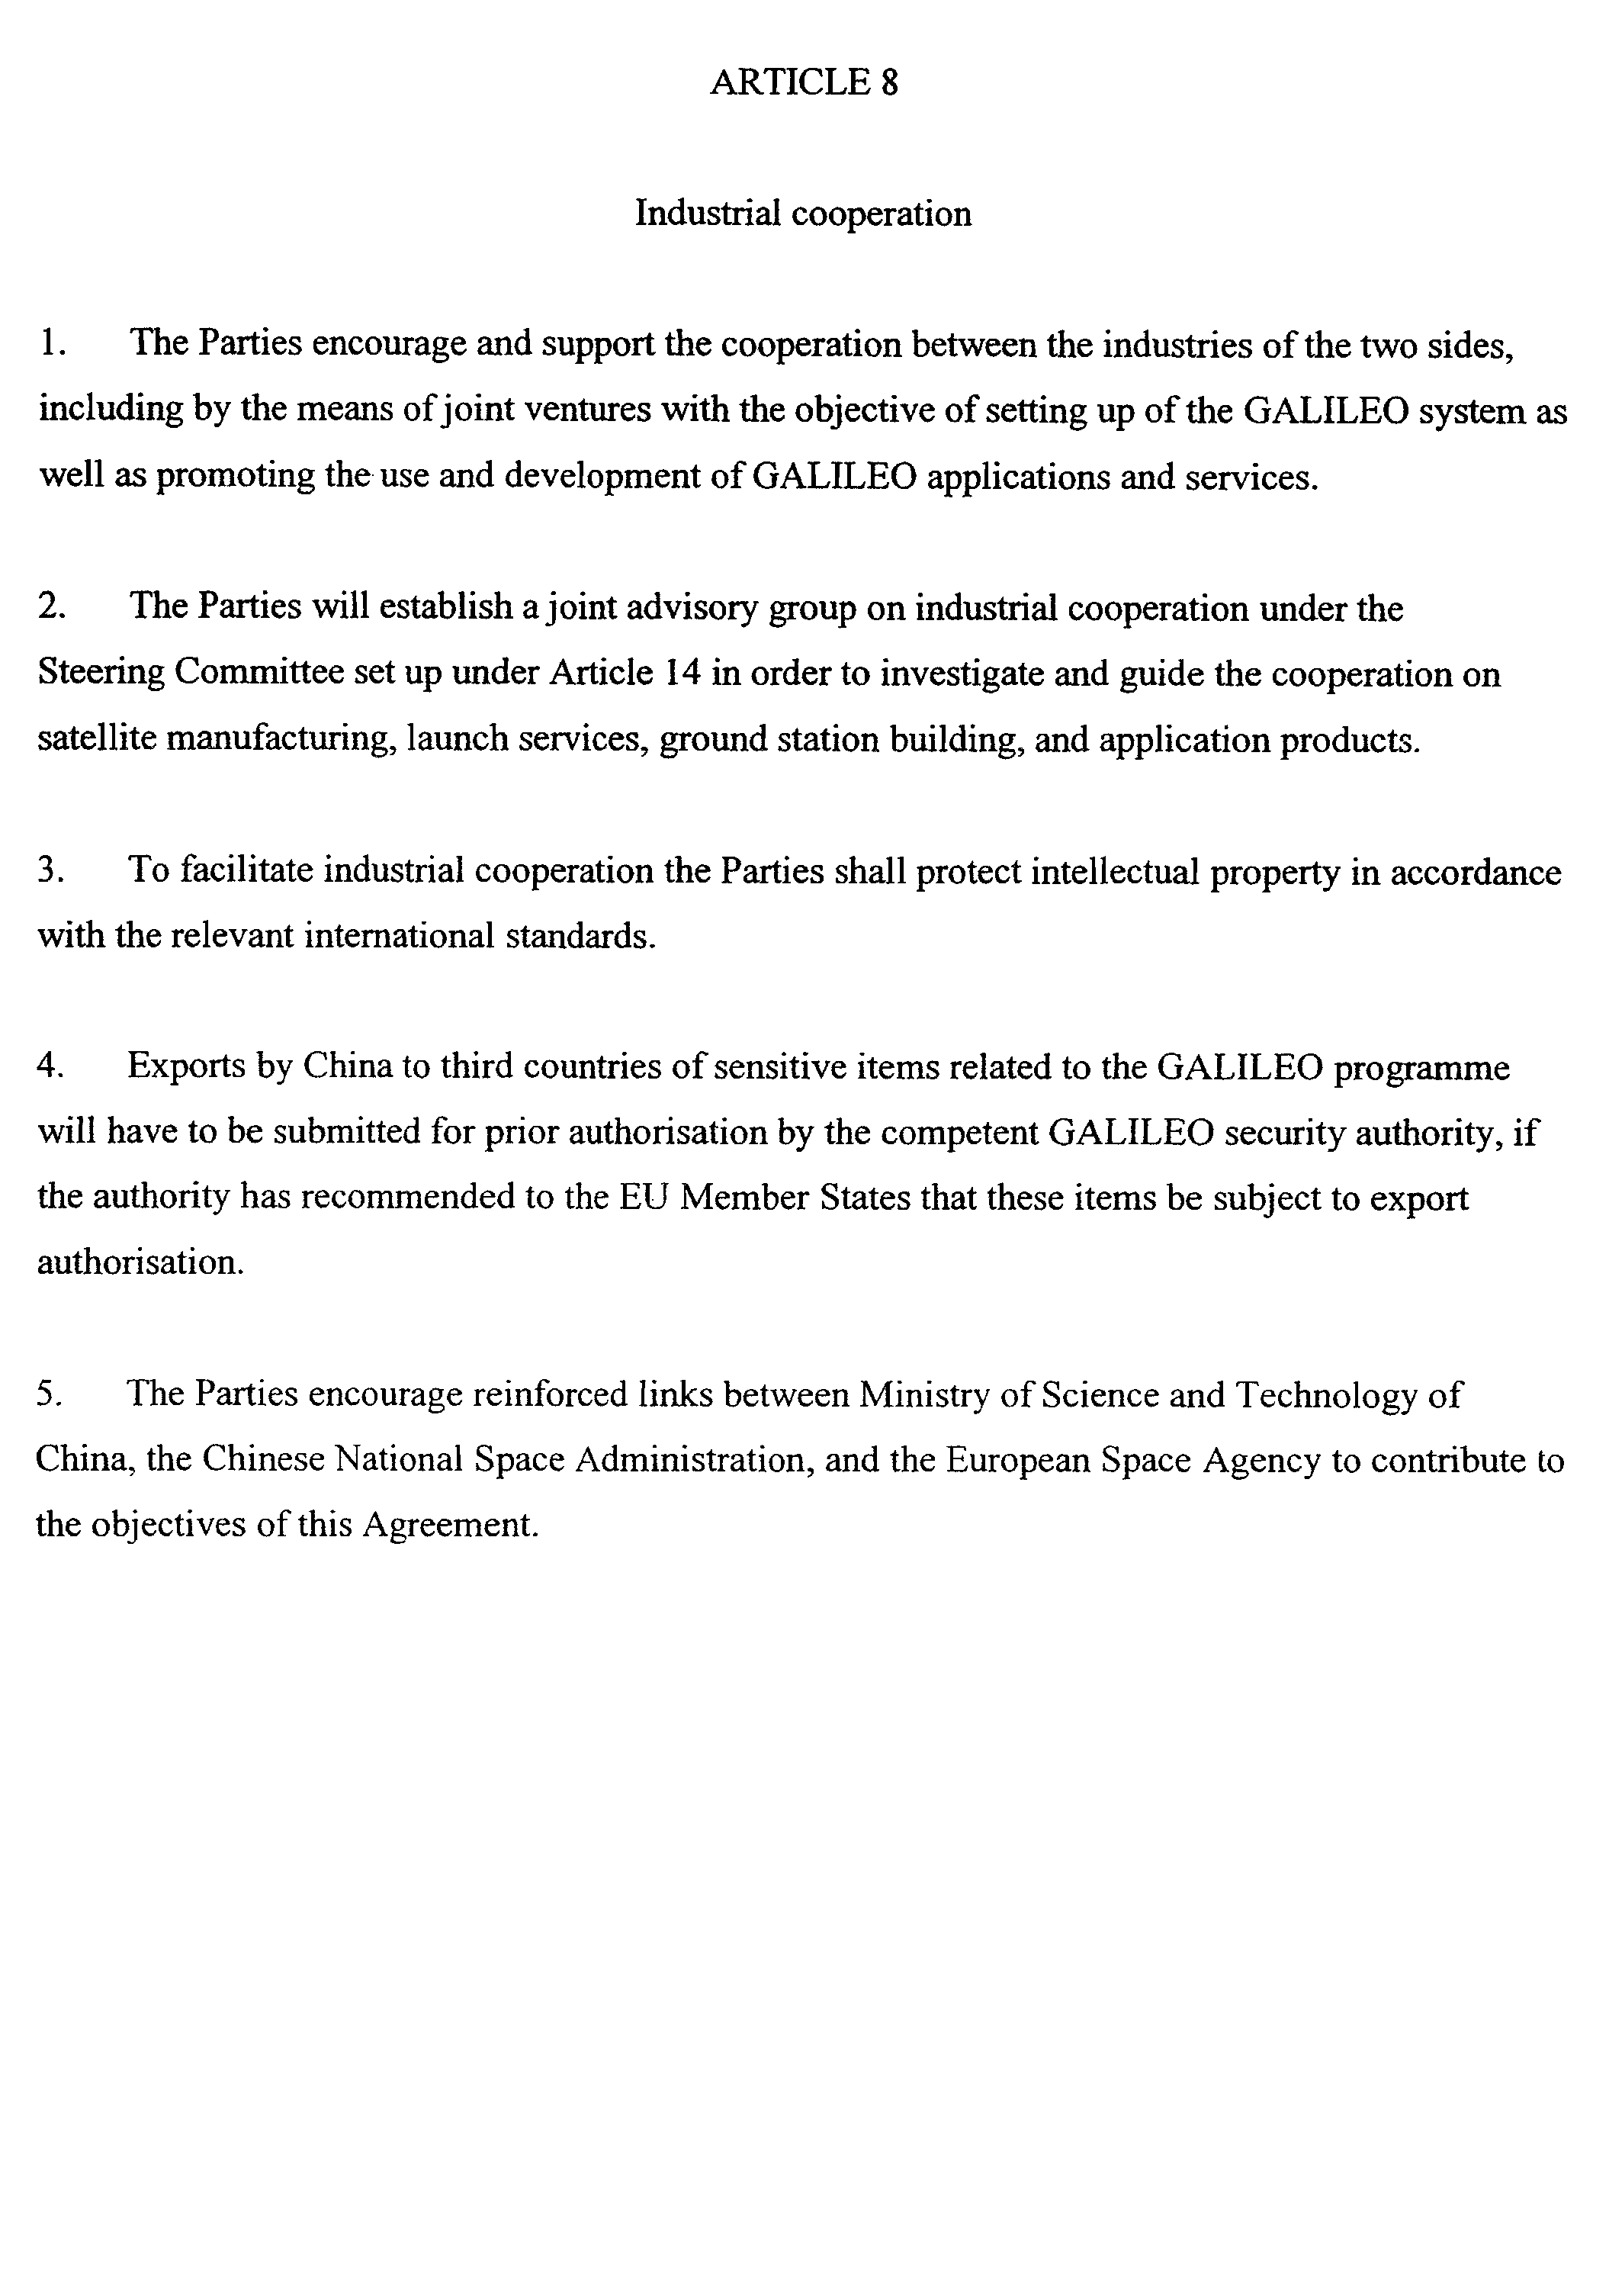 ARTICLE 8
Industrial cooperation
1. The Parties encourage and support the cooperation between the industries of the two sides,
including by the means of joint ventures with the objective of setting up of the GALILEO system as
well as promoting the use and development of GALILEO applications and services.
2. The Parties will establish a joint advisory group on industrial cooperation under the
Steering Committee set up under Article 14 in order to investigate and guide the cooperation on
satellite manufacturing, launch services, ground station building, and application products.
3. To facilitate industrial cooperation the Parties shall protect intellectual property in accordance
with the relevant international standards.
4. Exports by China to third countries of sensitive items related to the GALILEO programme
will have to be submitted for prior authorisation by the competent GALILEO security authority, if
the authority has recommended to the EU Member States that these items be subject to export
authorisation.
5. The Parties encourage reinforced links between Ministry of Science and Technology of
China, the Chinese National Space Administration, and the European Space Agency to contribute to
the objectives of this Agreement.